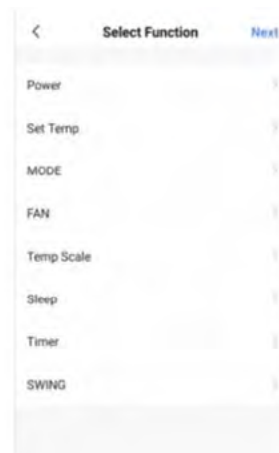 Select Function Next
Power
Set Temp.
MODE
FAN
Temp Scale
Sleep
Timer
SWING